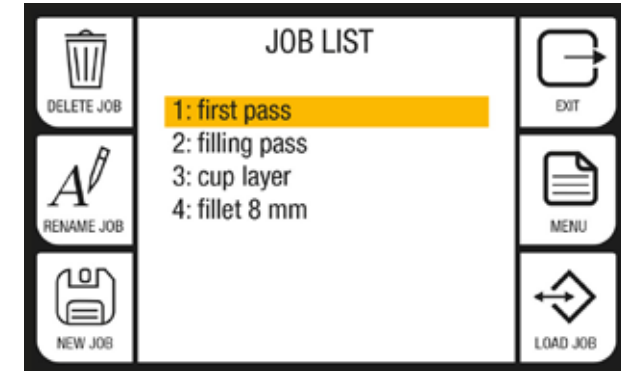 JOB LIST
DELETE JOB
EXIT
1: first pass
2: filling pass
3: cup layer
4: fillet 8 mm
RENAME JOB
MENU
NEW JOB
LOAD JOB